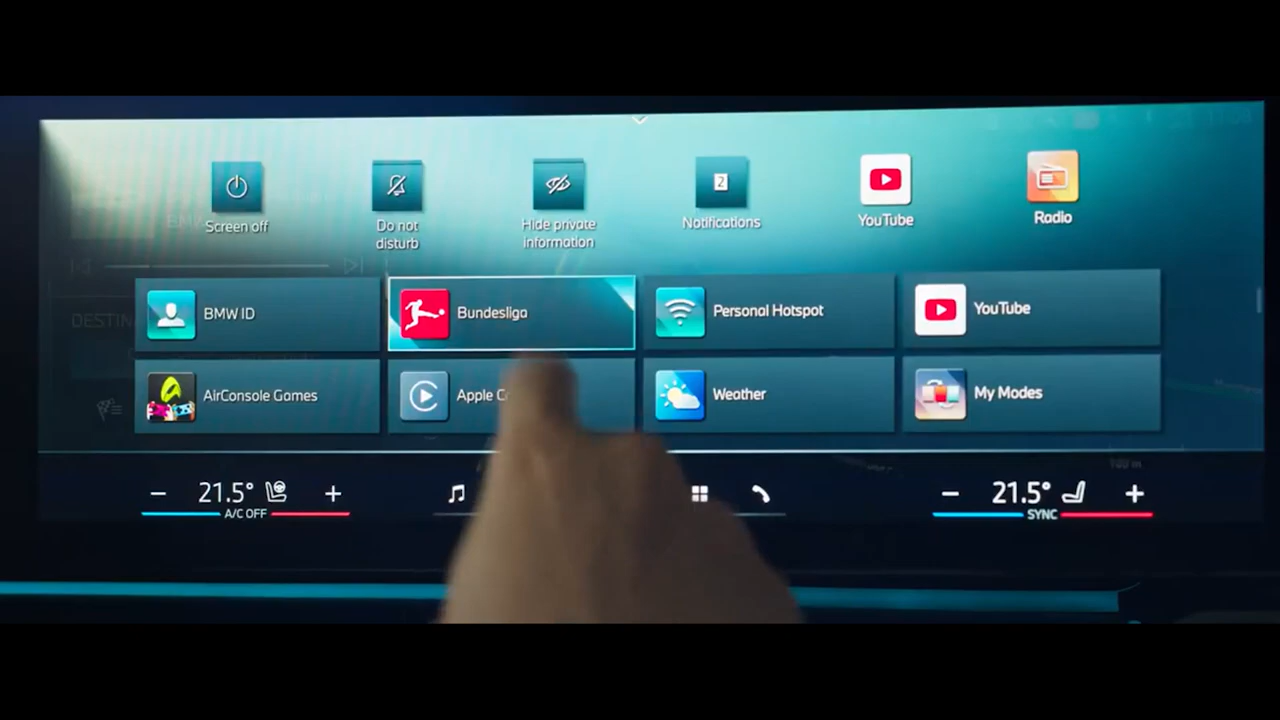 Screen off
Do not
disturb
Hide private
information
2
Notifications
YouTube
Radio
BMW ID
Bundesliga
Personal Hotspot
YouTube
AirConsole Games
Apple
Weather
My Modes
21.5°
A/C OFF
21.5°
SYNC